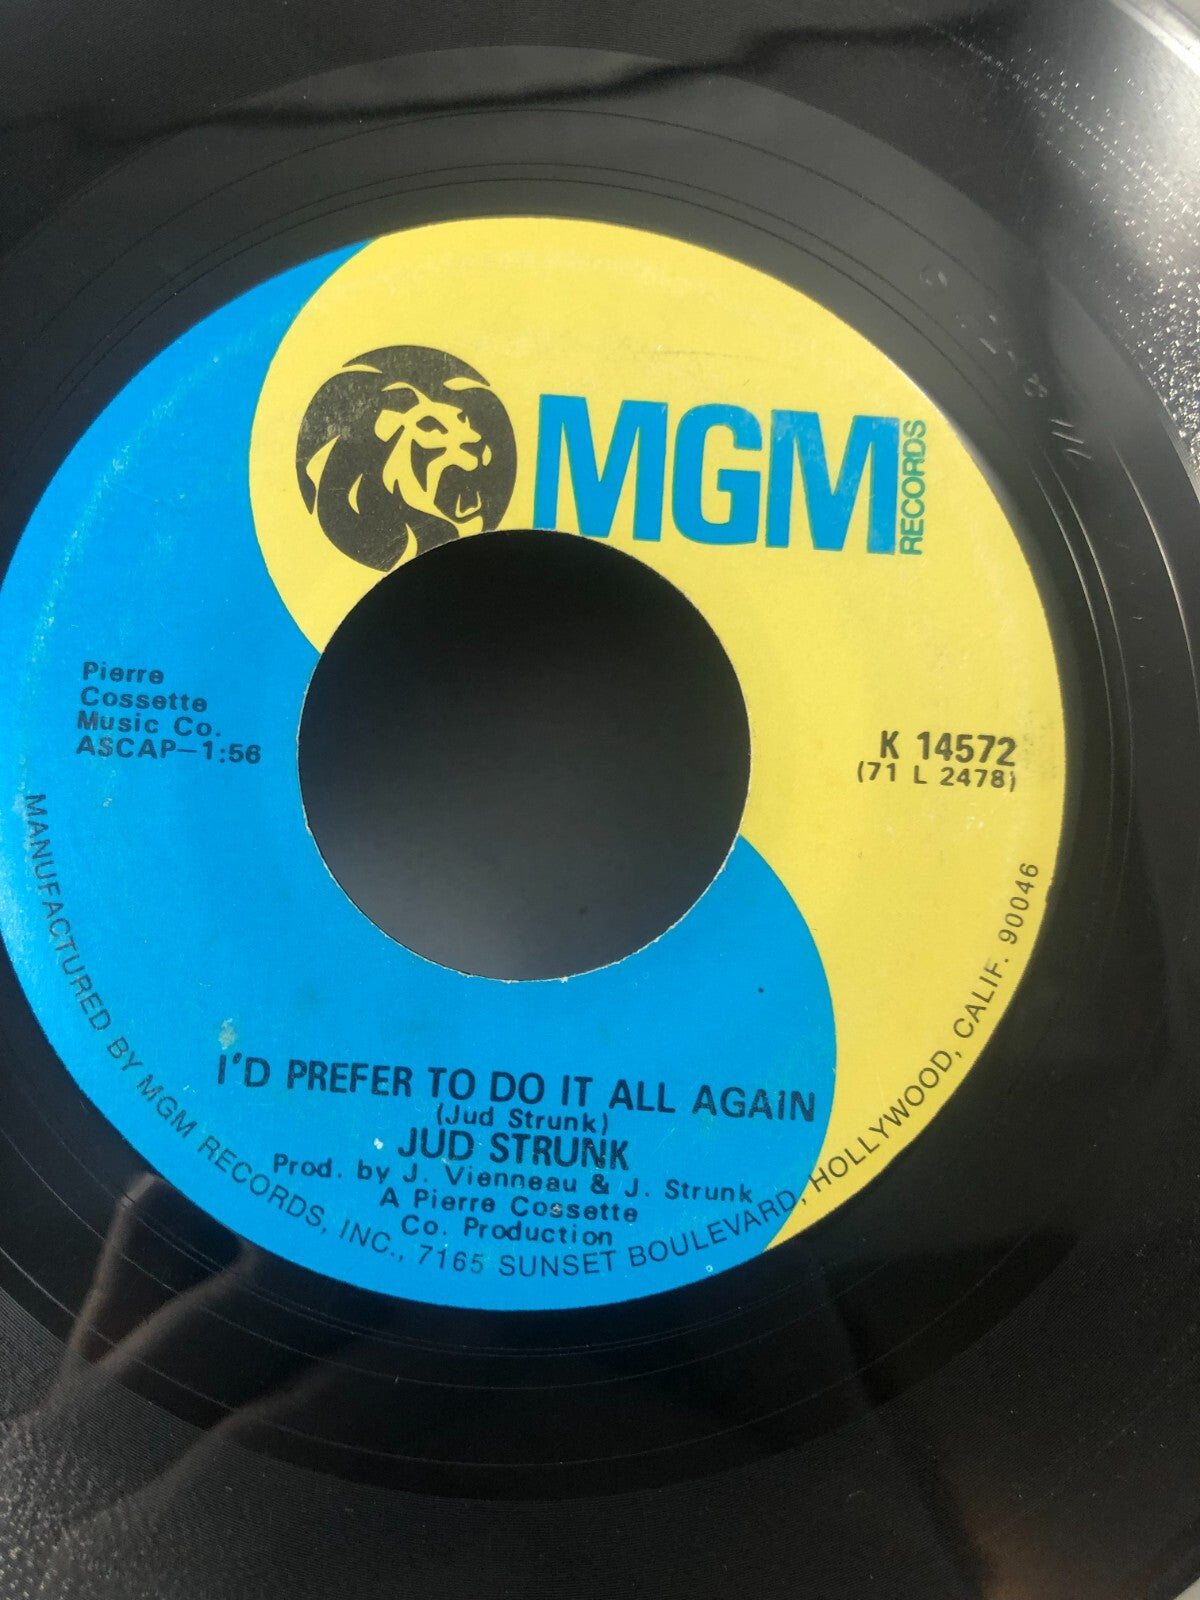 MGM
RECORDS
Pierre
Cossette
Music Co.
ASCAP—1:56
K 14572
(71 L 2478)
I'D PREFER TO DO IT ALL AGAIN
(Jud Strunk)
JUD STRUNK
Prod. by J. Vienneau & J. Strunk
A Pierre Cossette
Co. Production
MANUFACTURED BY MGM RECORDS, INC., 7165 SUNSET BOULEVARD, HOLLYWOOD, CALIF. 90046